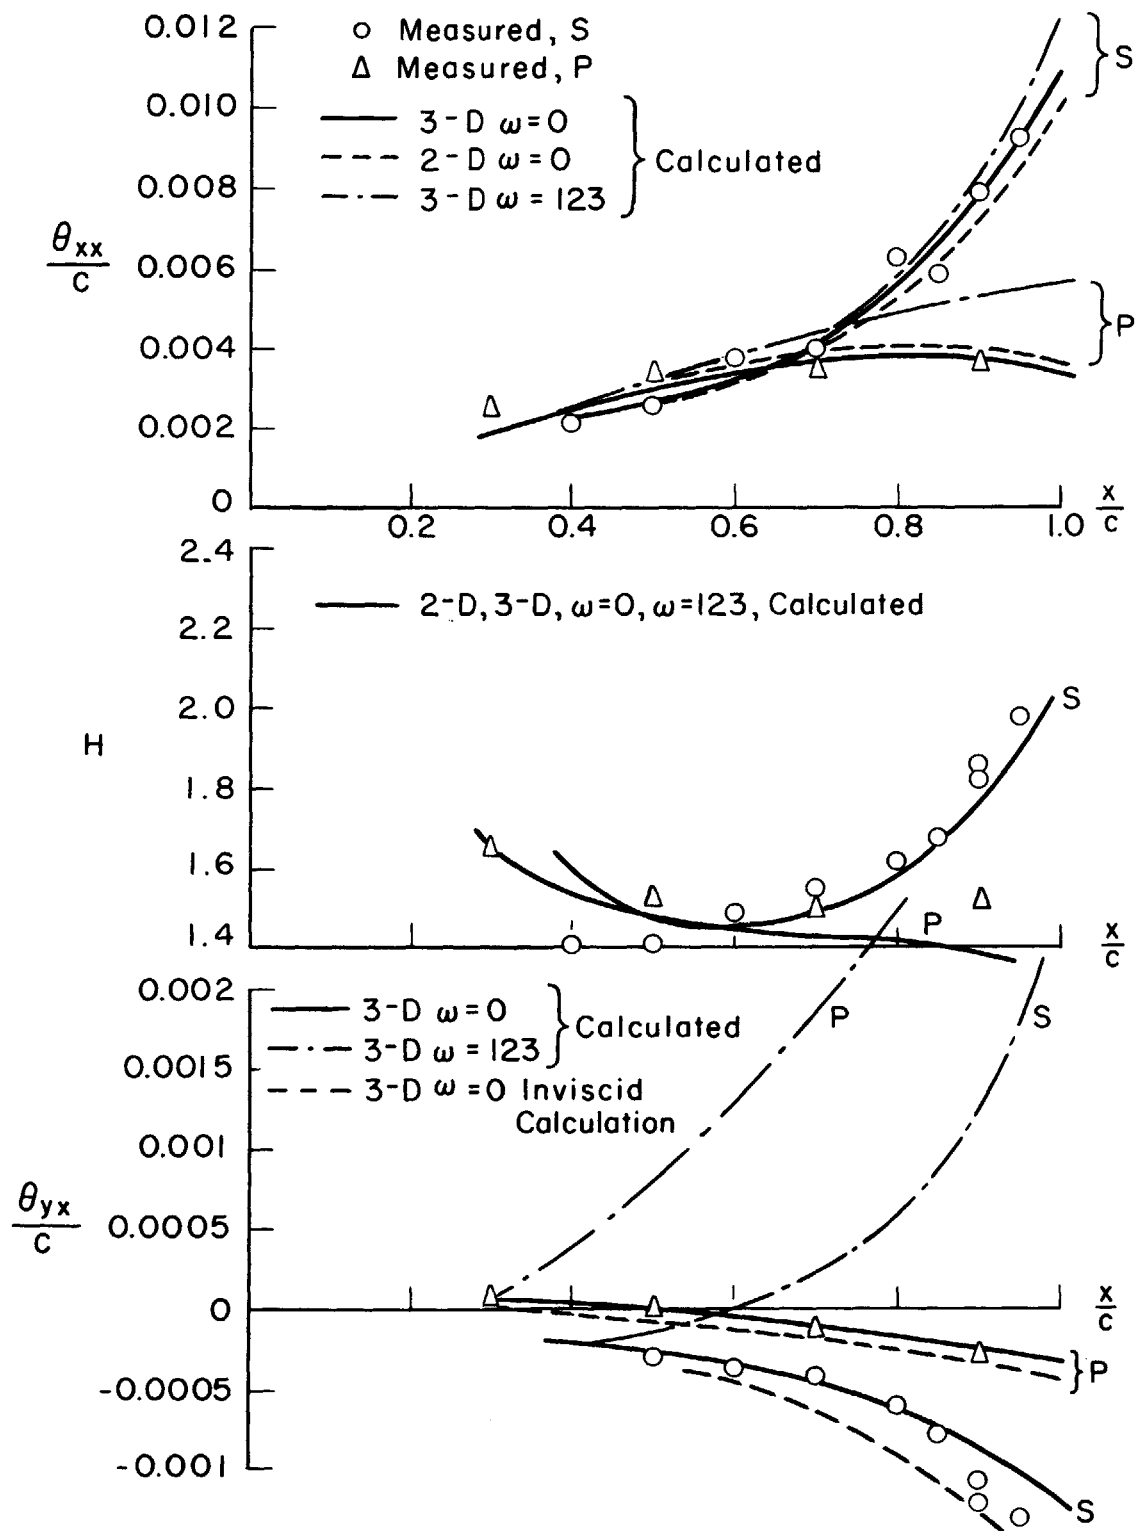 0.012
○ Measured, S
Δ Measured, P
S
0.010
3-D ω=0
2-D ω=0
Calculated
0.008
3-D ω=123
θxx/c
0.006
P
0.004
0.002
0
0.2
0.4
0.6
0.8
1.0
x/c
2.4
2-D, 3-D, ω=0, ω=123, Calculated
2.2
2.0
S
H
1.8
1.6
1.4
P
x/c
0.002
3-D ω=0
Calculated
P
S
3-D ω=123
0.0015
3-D ω=0 Inviscid
Calculation
0.001
θyx/c
0.0005
0
x/c
P
-0.0005
-0.001
S